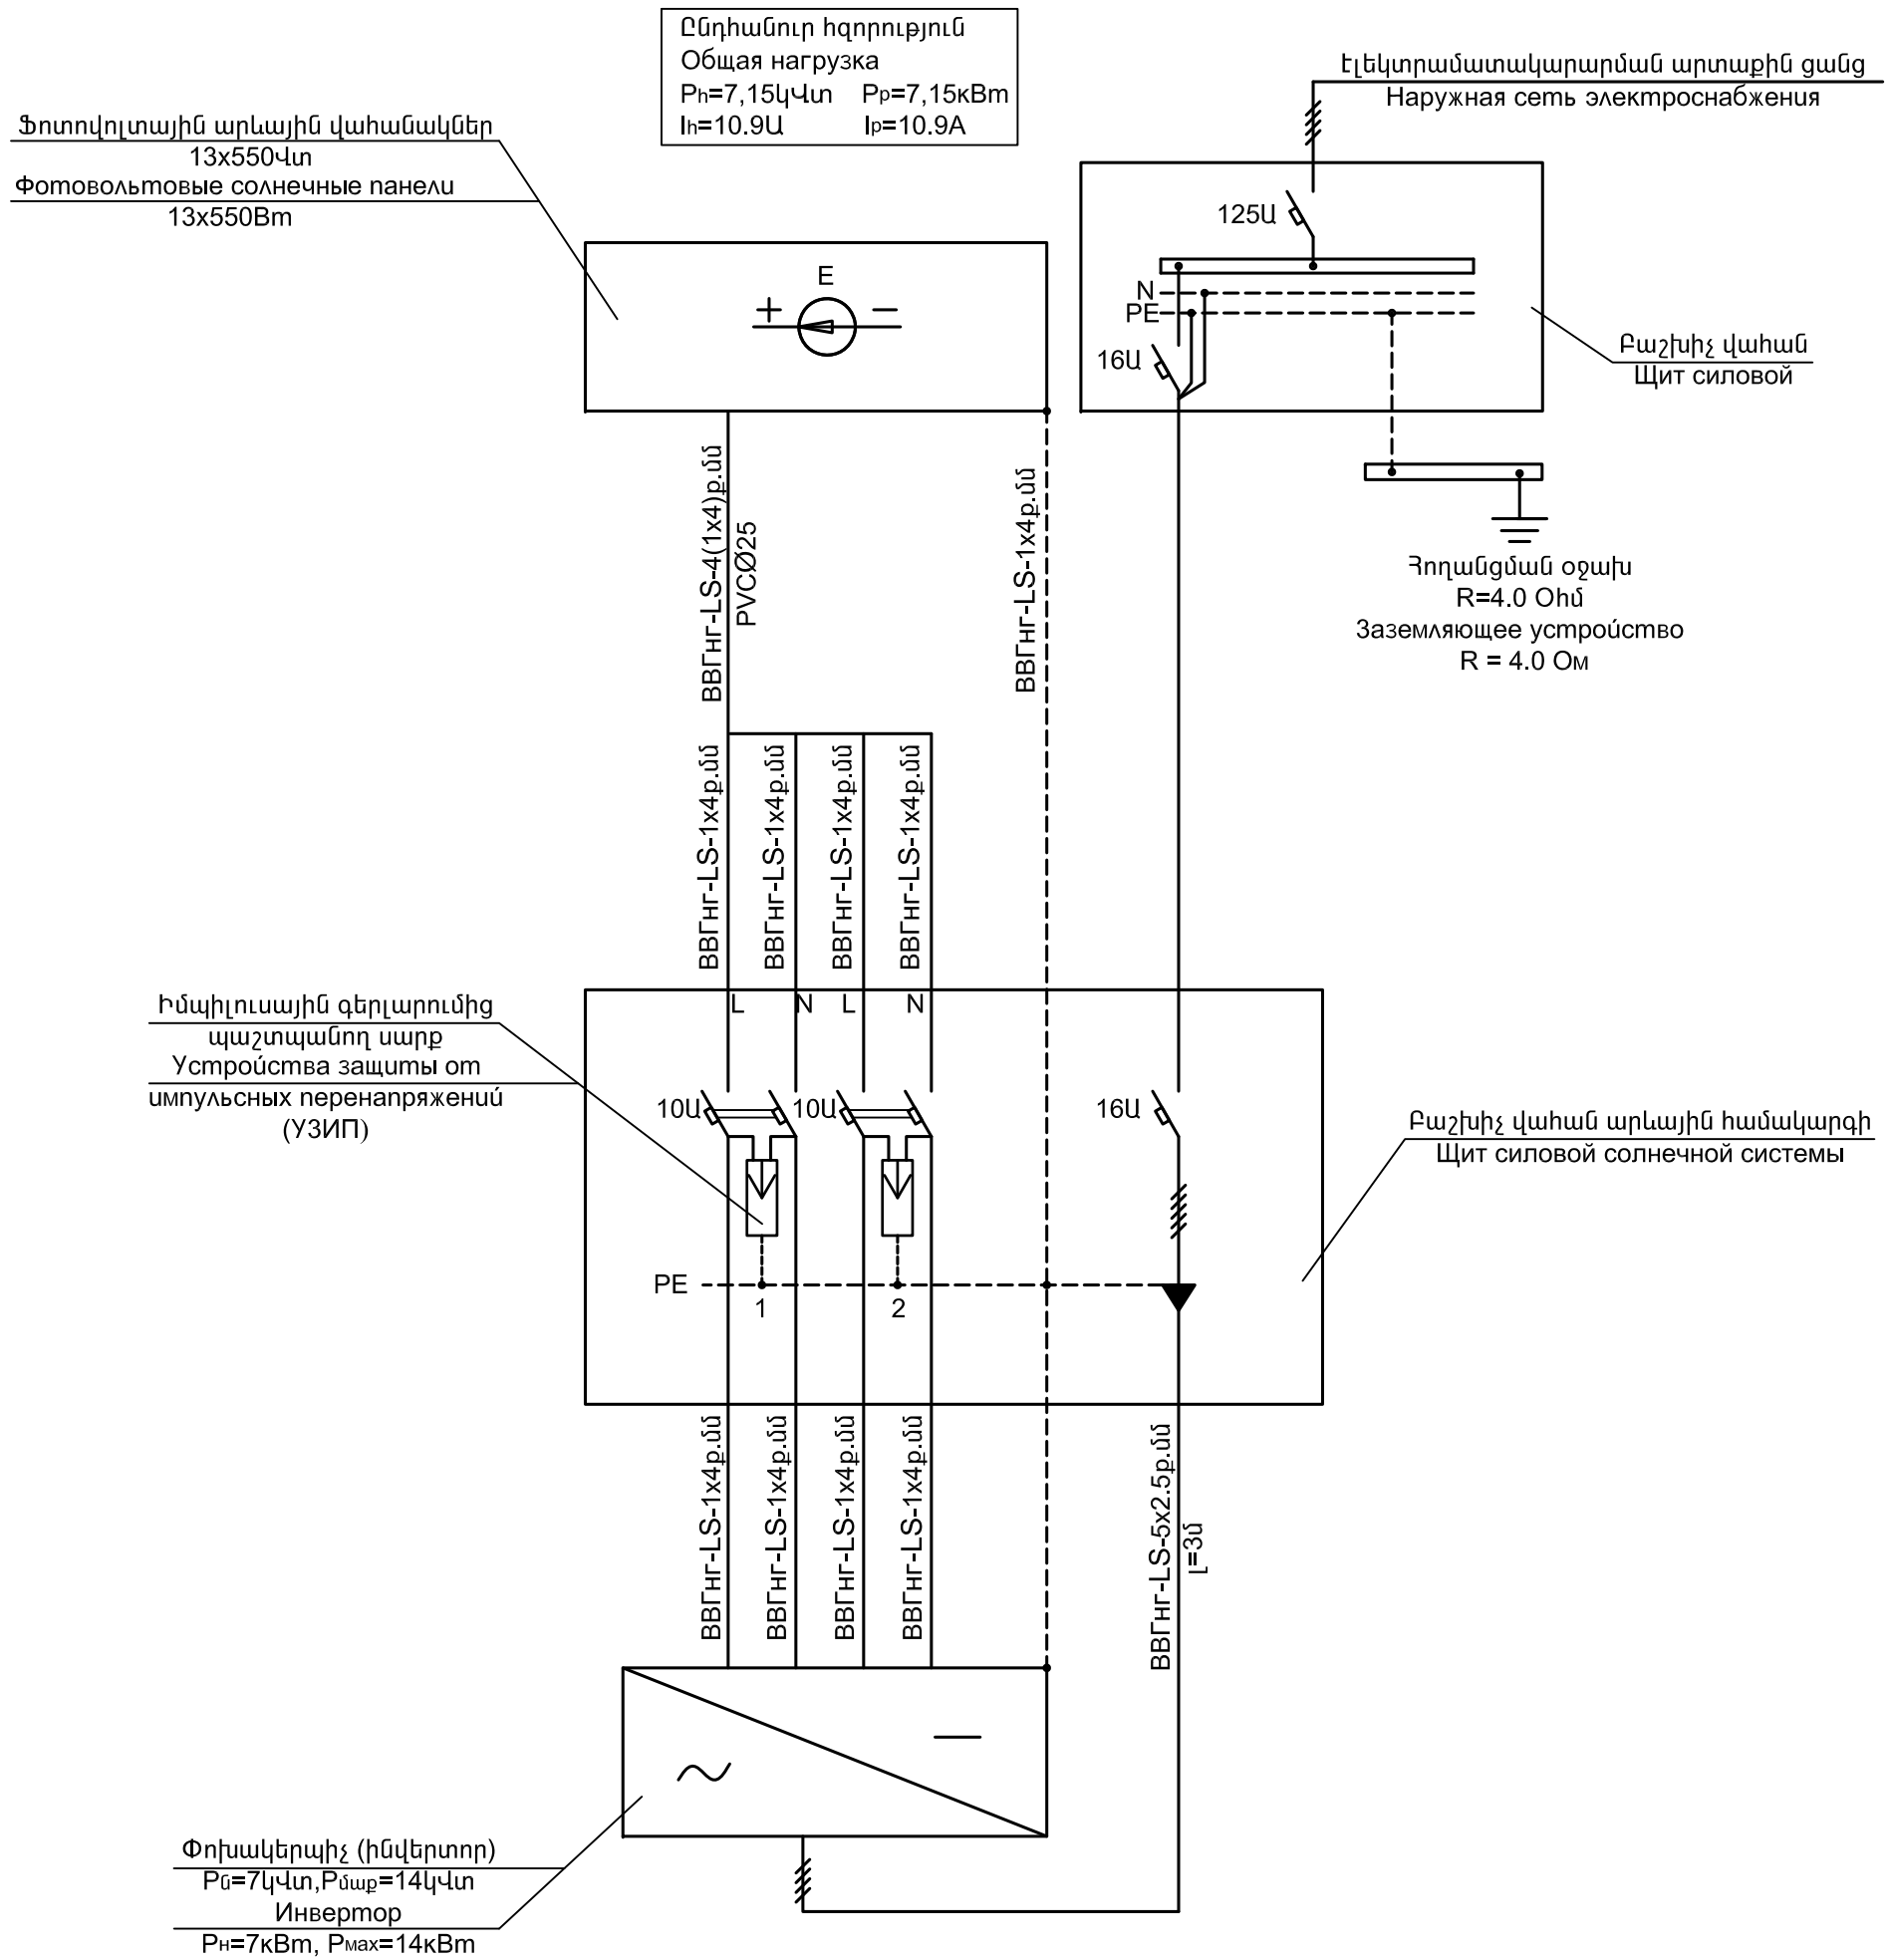 Ընդհանուր հզորություն
Общая нагрузка
Ph=7,15կՎտ Pp=7,15кВт
Ih=10.9Ա Ip=10.9А
Էլեկտրամատակարարման արտաքին ցանց
Наружная сеть электроснабжения
Ֆոտովոլտային արևային վահանակներ
13x550Վտ
Фотовольтовые солнечные панели
13x550Вт
E
+ −
125Ա
N
PE
16Ա
Բաշխիչ վահան
Щит силовой
Հողանցման օջախ
R=4.0 Օhմ
Заземляющее устройство
R = 4.0 Ом
ВВГнг-LS-4(1x4)ք.մմ
PVCØ25
ВВГнг-LS-1x4ք.մմ
ВВГнг-LS-1x4ք.մմ
ВВГнг-LS-1x4ք.մմ
ВВГнг-LS-1x4ք.մմ
ВВГнг-LS-1x4ք.մմ
L N L N
Իմպիլուսային գերլարումից
պաշտպանող սարք
Устройства защиты от
импульсных перенапряжений
(УЗИП)
10Ա 10Ա 16Ա
PE
1 2
Բաշխիչ վահան արևային համակարգի
Щит силовой солнечной системы
ВВГнг-LS-1x4ք.մմ
ВВГнг-LS-1x4ք.մմ
ВВГнг-LS-1x4ք.մմ
ВВГнг-LS-1x4ք.մմ
ВВГнг-LS-5x2.5ք.մմ
Լ=3մ
Փոխակերպիչ (ինվերտոր)
Pն=7կՎտ,Pմաք=14կՎտ
Инвертор
Pн=7кВт, Pмах=14кВт